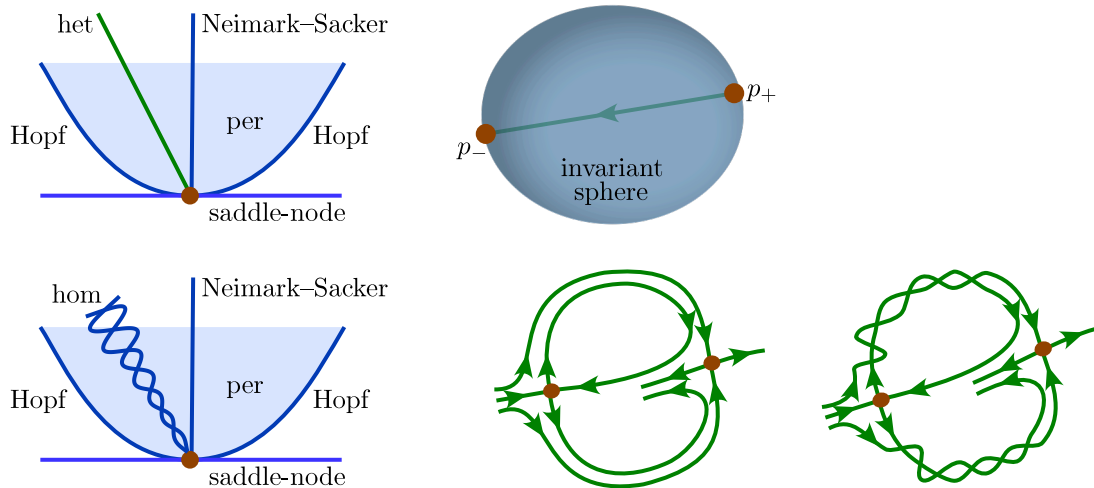 het
Neimark–Sacker
Hopf
per
Hopf
saddle-node
p₊
p₋
invariant
sphere
hom
Neimark–Sacker
Hopf
per
Hopf
saddle-node